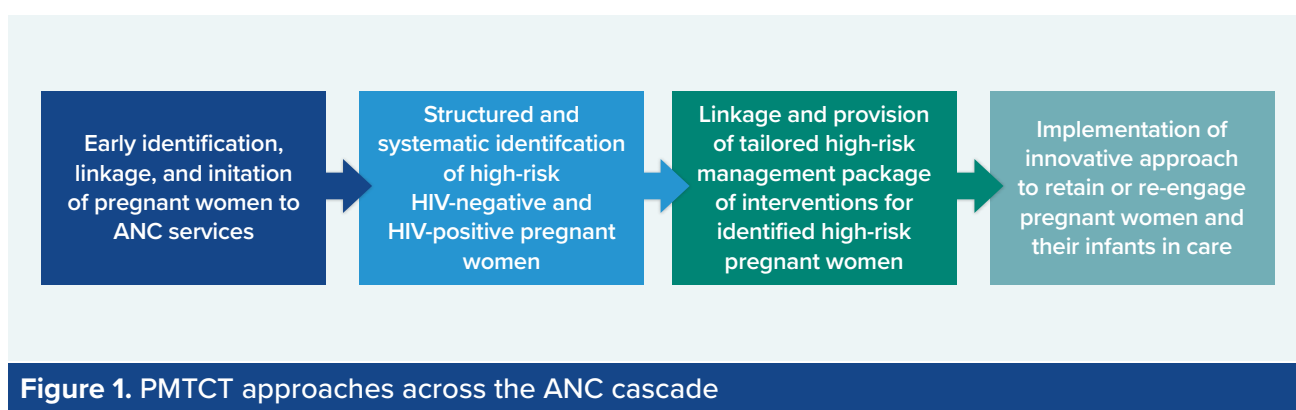 Early identification,
linkage, and initation
of pregnant women to
ANC services
Structured and
systematic identifcation
of high-risk
HIV-negative and
HIV-positive pregnant
women
Linkage and provision
of tailored high-risk
management package
of interventions for
identified high-risk
pregnant women
Implementation of
innovative approach
to retain or re-engage
pregnant women and
their infants in care
Figure 1. PMTCT approaches across the ANC cascade